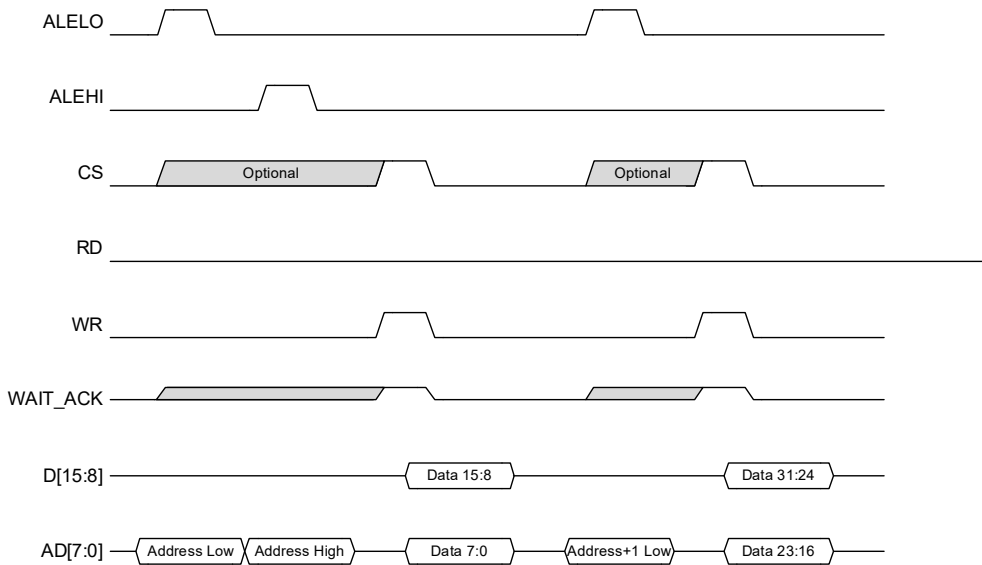 ALELO
ALEHI
CS Optional Optional
RD
WR
WAIT_ACK
D[15:8] Data 15:8 Data 31:24
AD[7:0] Address Low Address High Data 7:0 Address+1 Low Data 23:16